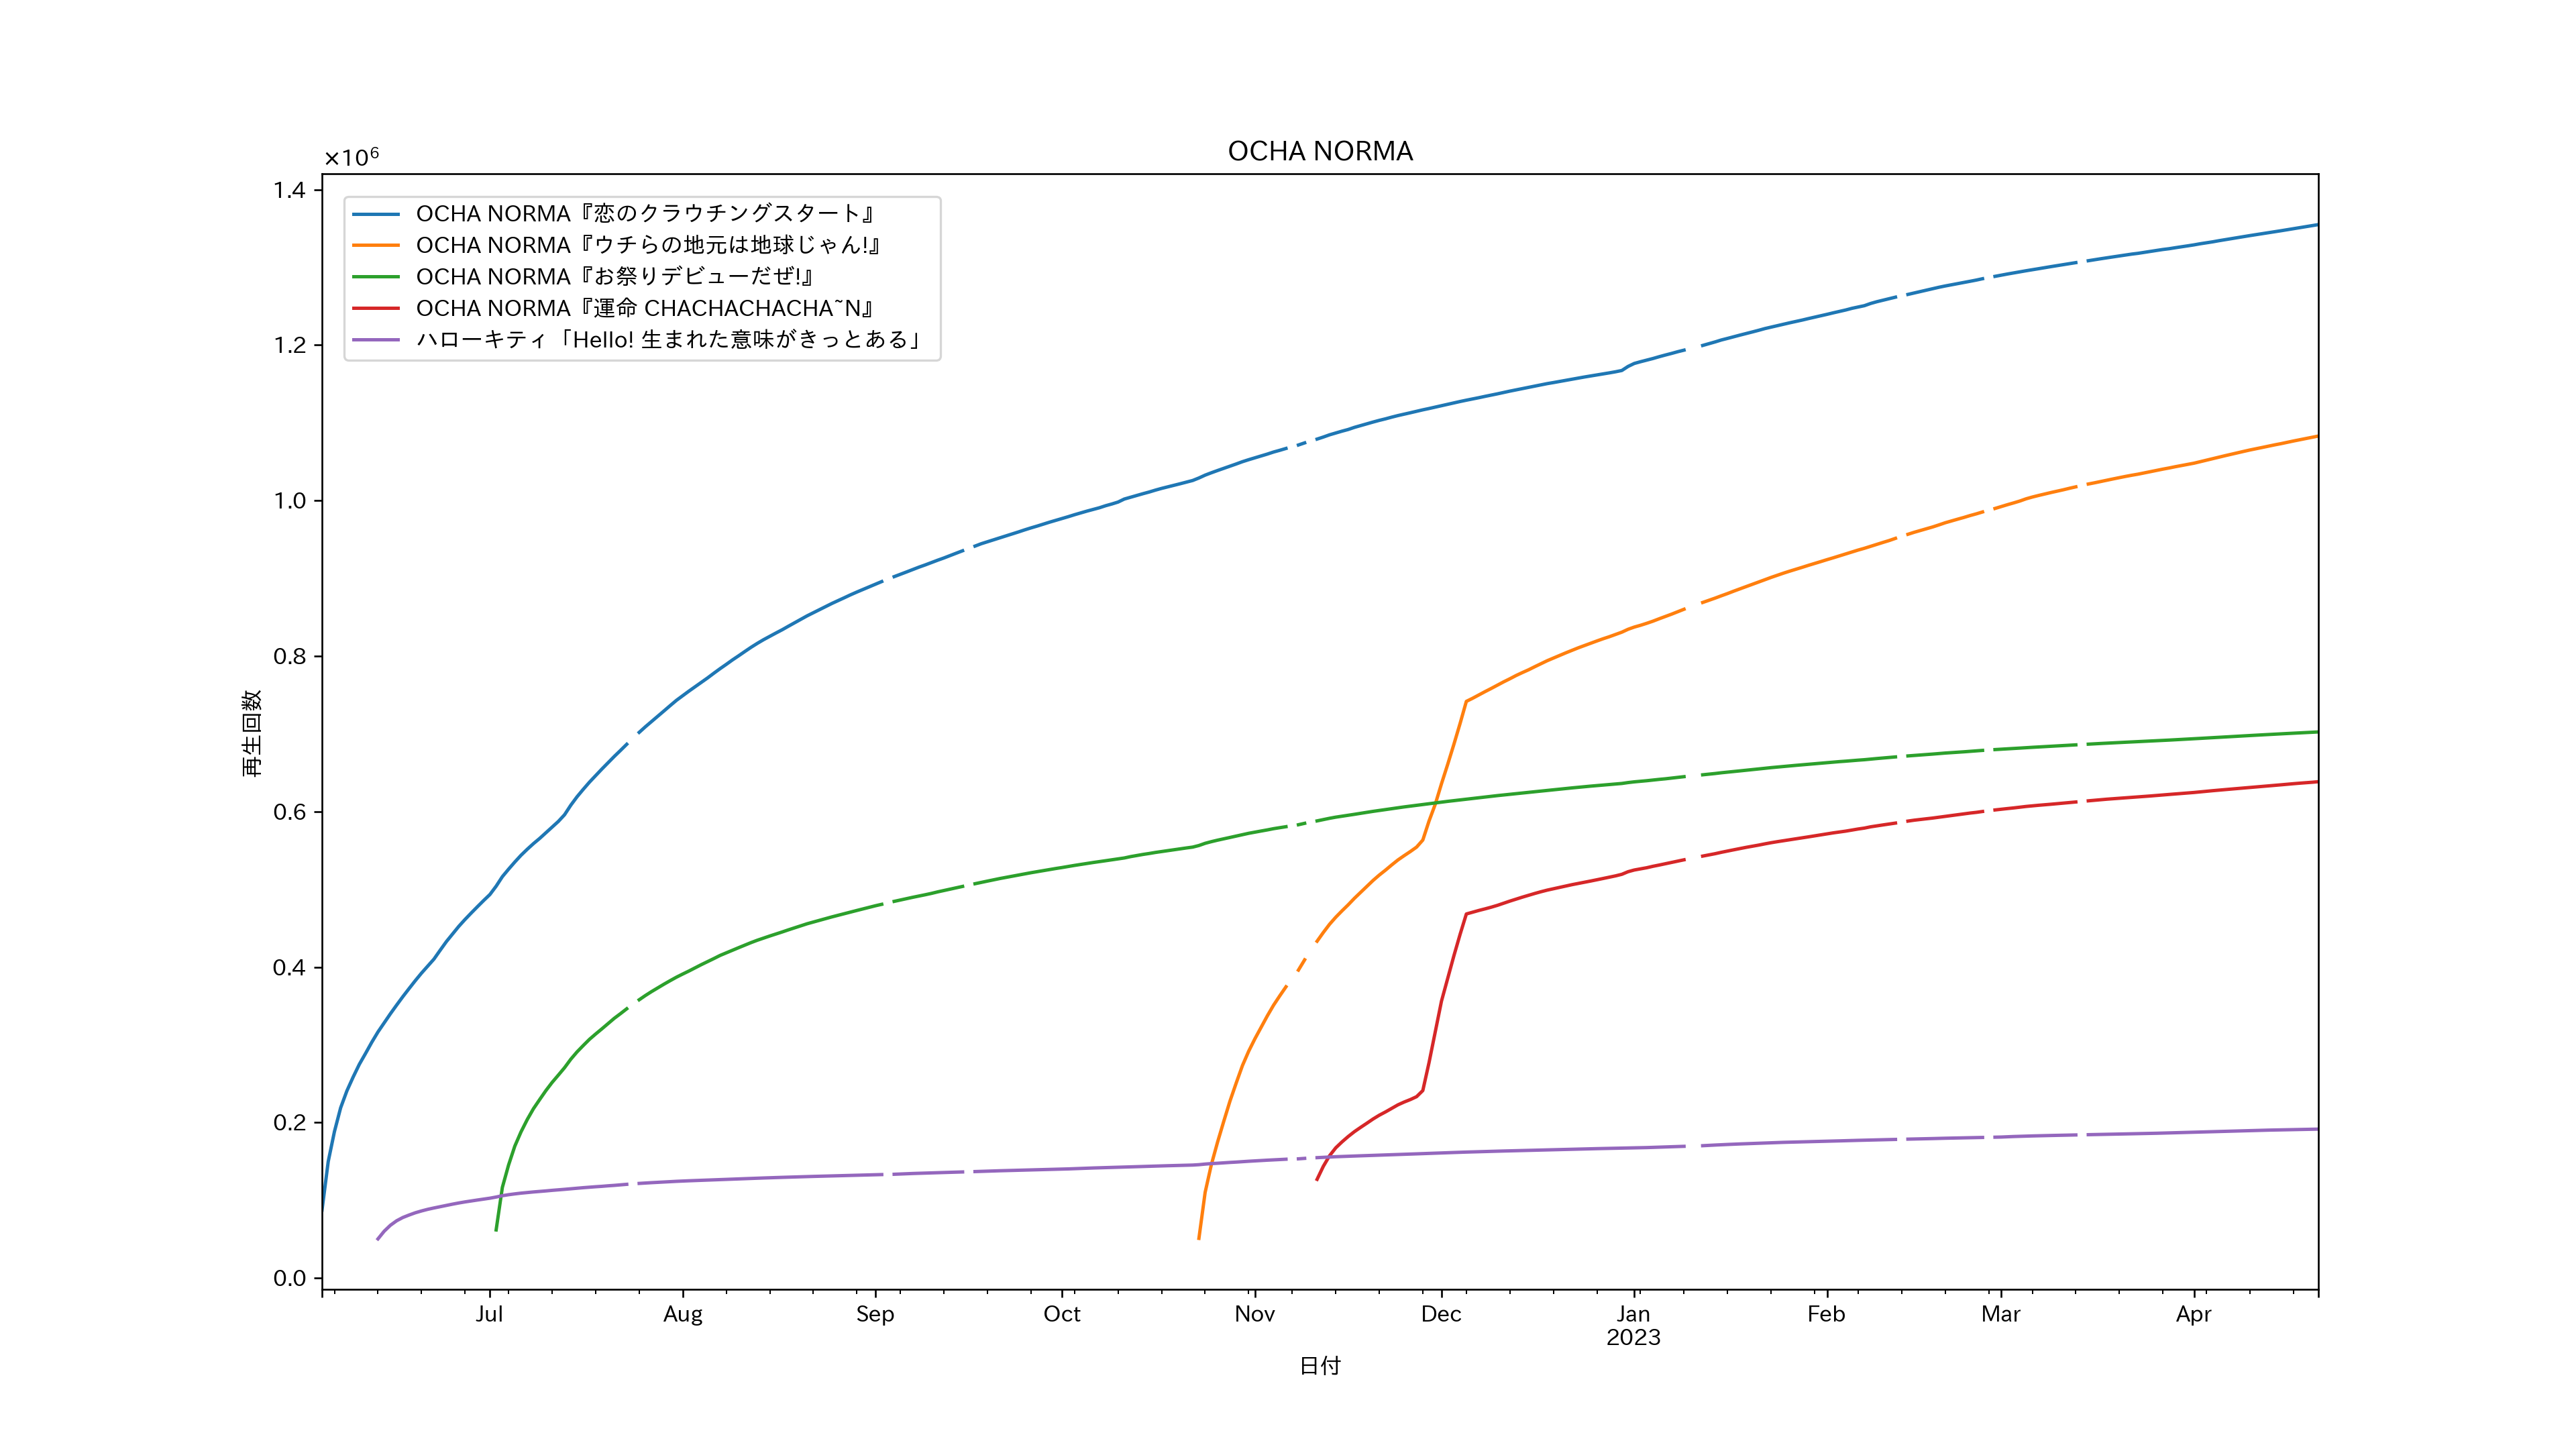 OCHA NORMA
×10⁶
1.4
1.2
1.0
0.8
0.6
0.4
0.2
0.0
再生回数
OCHA NORMA『恋のクラウチングスタート』
OCHA NORMA『ウチらの地元は地球じゃん!』
OCHA NORMA『お祭りデビューだぜ!』
OCHA NORMA『運命 CHACHACHACHA~N』
ハローキティ「Hello! 生まれた意味がきっとある」
Jul Aug Sep Oct Nov Dec Jan Feb Mar Apr
2023
日付